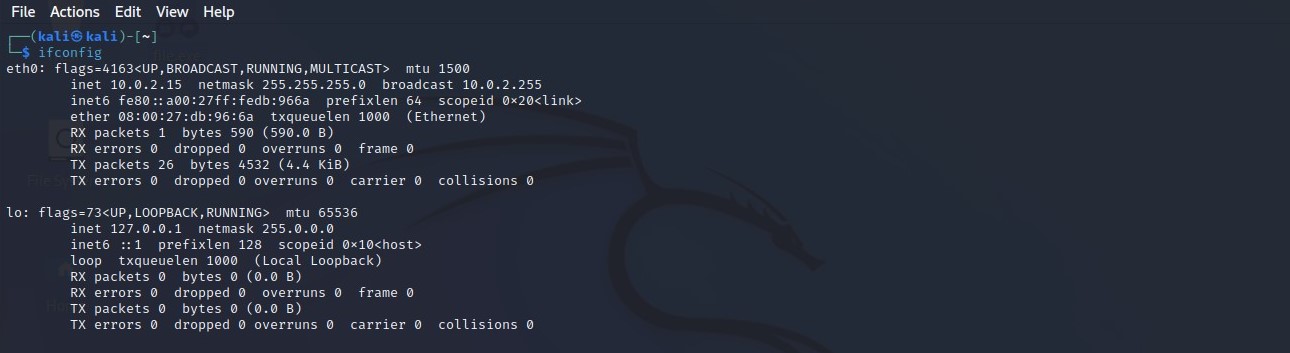 File Actions Edit View Help
┌──(kali㉿kali)-[~]
└─$ ifconfig
eth0: flags=4163<UP,BROADCAST,RUNNING,MULTICAST>  mtu 1500
        inet 10.0.2.15  netmask 255.255.255.0  broadcast 10.0.2.255
        inet6 fe80::a00:27ff:fedb:966a  prefixlen 64  scopeid 0×20<link>
        ether 08:00:27:db:96:6a  txqueuelen 1000  (Ethernet)
        RX packets 1  bytes 590 (590.0 B)
        RX errors 0  dropped 0  overruns 0  frame 0
        TX packets 26  bytes 4532 (4.4 KiB)
        TX errors 0  dropped 0 overruns 0  carrier 0  collisions 0

lo: flags=73<UP,LOOPBACK,RUNNING>  mtu 65536
        inet 127.0.0.1  netmask 255.0.0.0
        inet6 ::1  prefixlen 128  scopeid 0×10<host>
        loop  txqueuelen 1000  (Local Loopback)
        RX packets 0  bytes 0 (0.0 B)
        RX errors 0  dropped 0  overruns 0  frame 0
        TX packets 0  bytes 0 (0.0 B)
        TX errors 0  dropped 0 overruns 0  carrier 0  collisions 0